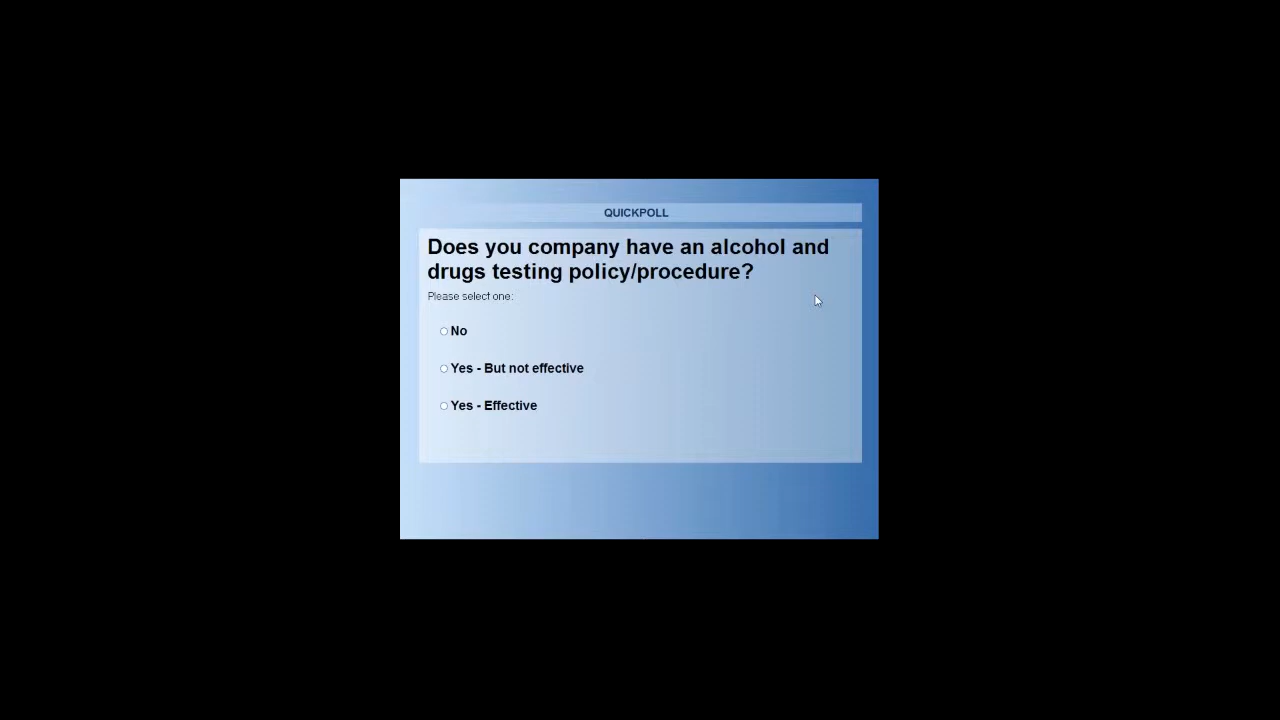 QUICKPOLL
Does you company have an alcohol and
drugs testing policy/procedure?
Please select one:
No
Yes - But not effective
Yes - Effective